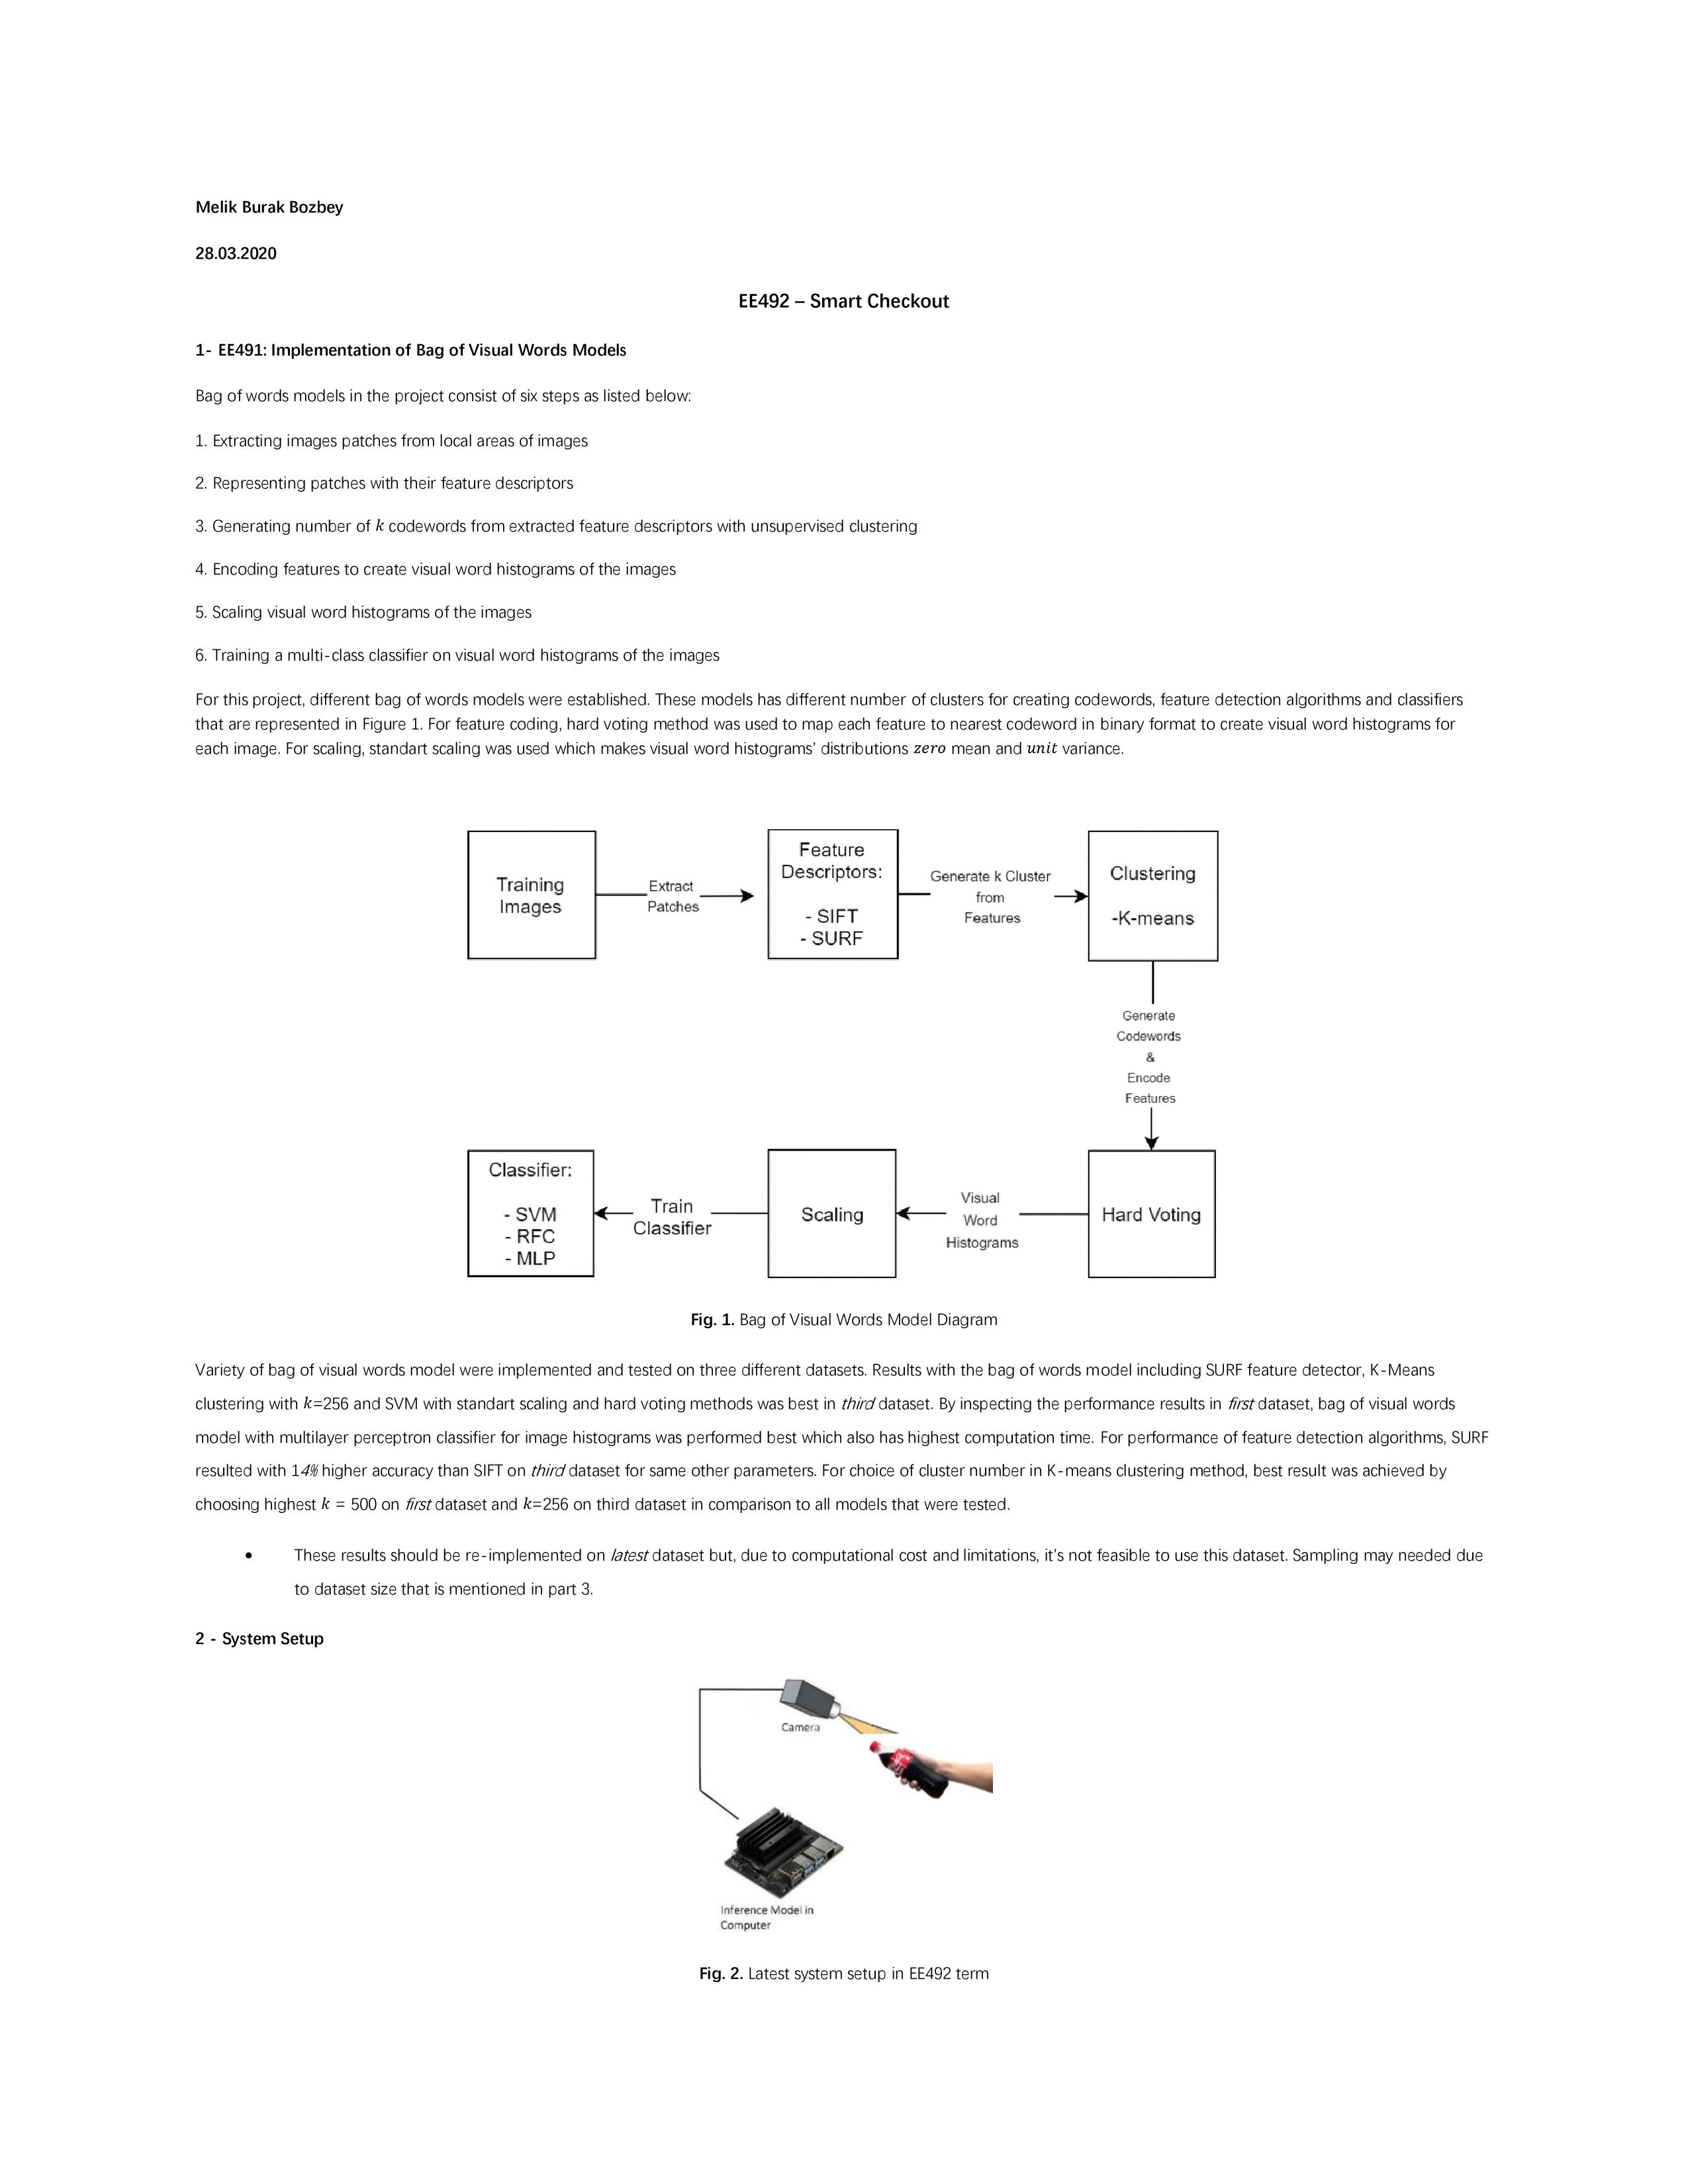 Melik Burak Bozbey
28.03.2020
EE492 – Smart Checkout
1- EE491: Implementation of Bag of Visual Words Models
Bag of words models in the project consist of six steps as listed below:
1. Extracting images patches from local areas of images
2. Representing patches with their feature descriptors
3. Generating number of k codewords from extracted feature descriptors with unsupervised clustering
4. Encoding features to create visual word histograms of the images
5. Scaling visual word histograms of the images
6. Training a multi-class classifier on visual word histograms of the images
For this project, different bag of words models were established. These models has different number of clusters for creating codewords, feature detection algorithms and classifiers
that are represented in Figure 1. For feature coding, hard voting method was used to map each feature to nearest codeword in binary format to create visual word histograms for
each image. For scaling, standart scaling was used which makes visual word histograms' distributions zero mean and unit variance.
Training
Images
Extract
Patches
Feature
Descriptors:
- SIFT
- SURF
Generate k Cluster
from
Features
Clustering
-K-means
Generate
Codewords
&
Encode
Features
Classifier:
- SVM
- RFC
- MLP
Train
Classifier
Scaling
Visual
Word
Histograms
Hard Voting
Fig. 1. Bag of Visual Words Model Diagram
Variety of bag of visual words model were implemented and tested on three different datasets. Results with the bag of words model including SURF feature detector, K-Means
clustering with k=256 and SVM with standart scaling and hard voting methods was best in third dataset. By inspecting the performance results in first dataset, bag of visual words
model with multilayer perceptron classifier for image histograms was performed best which also has highest computation time. For performance of feature detection algorithms, SURF
resulted with 14% higher accuracy than SIFT on third dataset for same other parameters. For choice of cluster number in K-means clustering method, best result was achieved by
choosing highest k = 500 on first dataset and k=256 on third dataset in comparison to all models that were tested.
• These results should be re-implemented on latest dataset but, due to computational cost and limitations, it's not feasible to use this dataset. Sampling may needed due
to dataset size that is mentioned in part 3.
2 - System Setup
Camera
Inference Model in
Computer
Fig. 2. Latest system setup in EE492 term